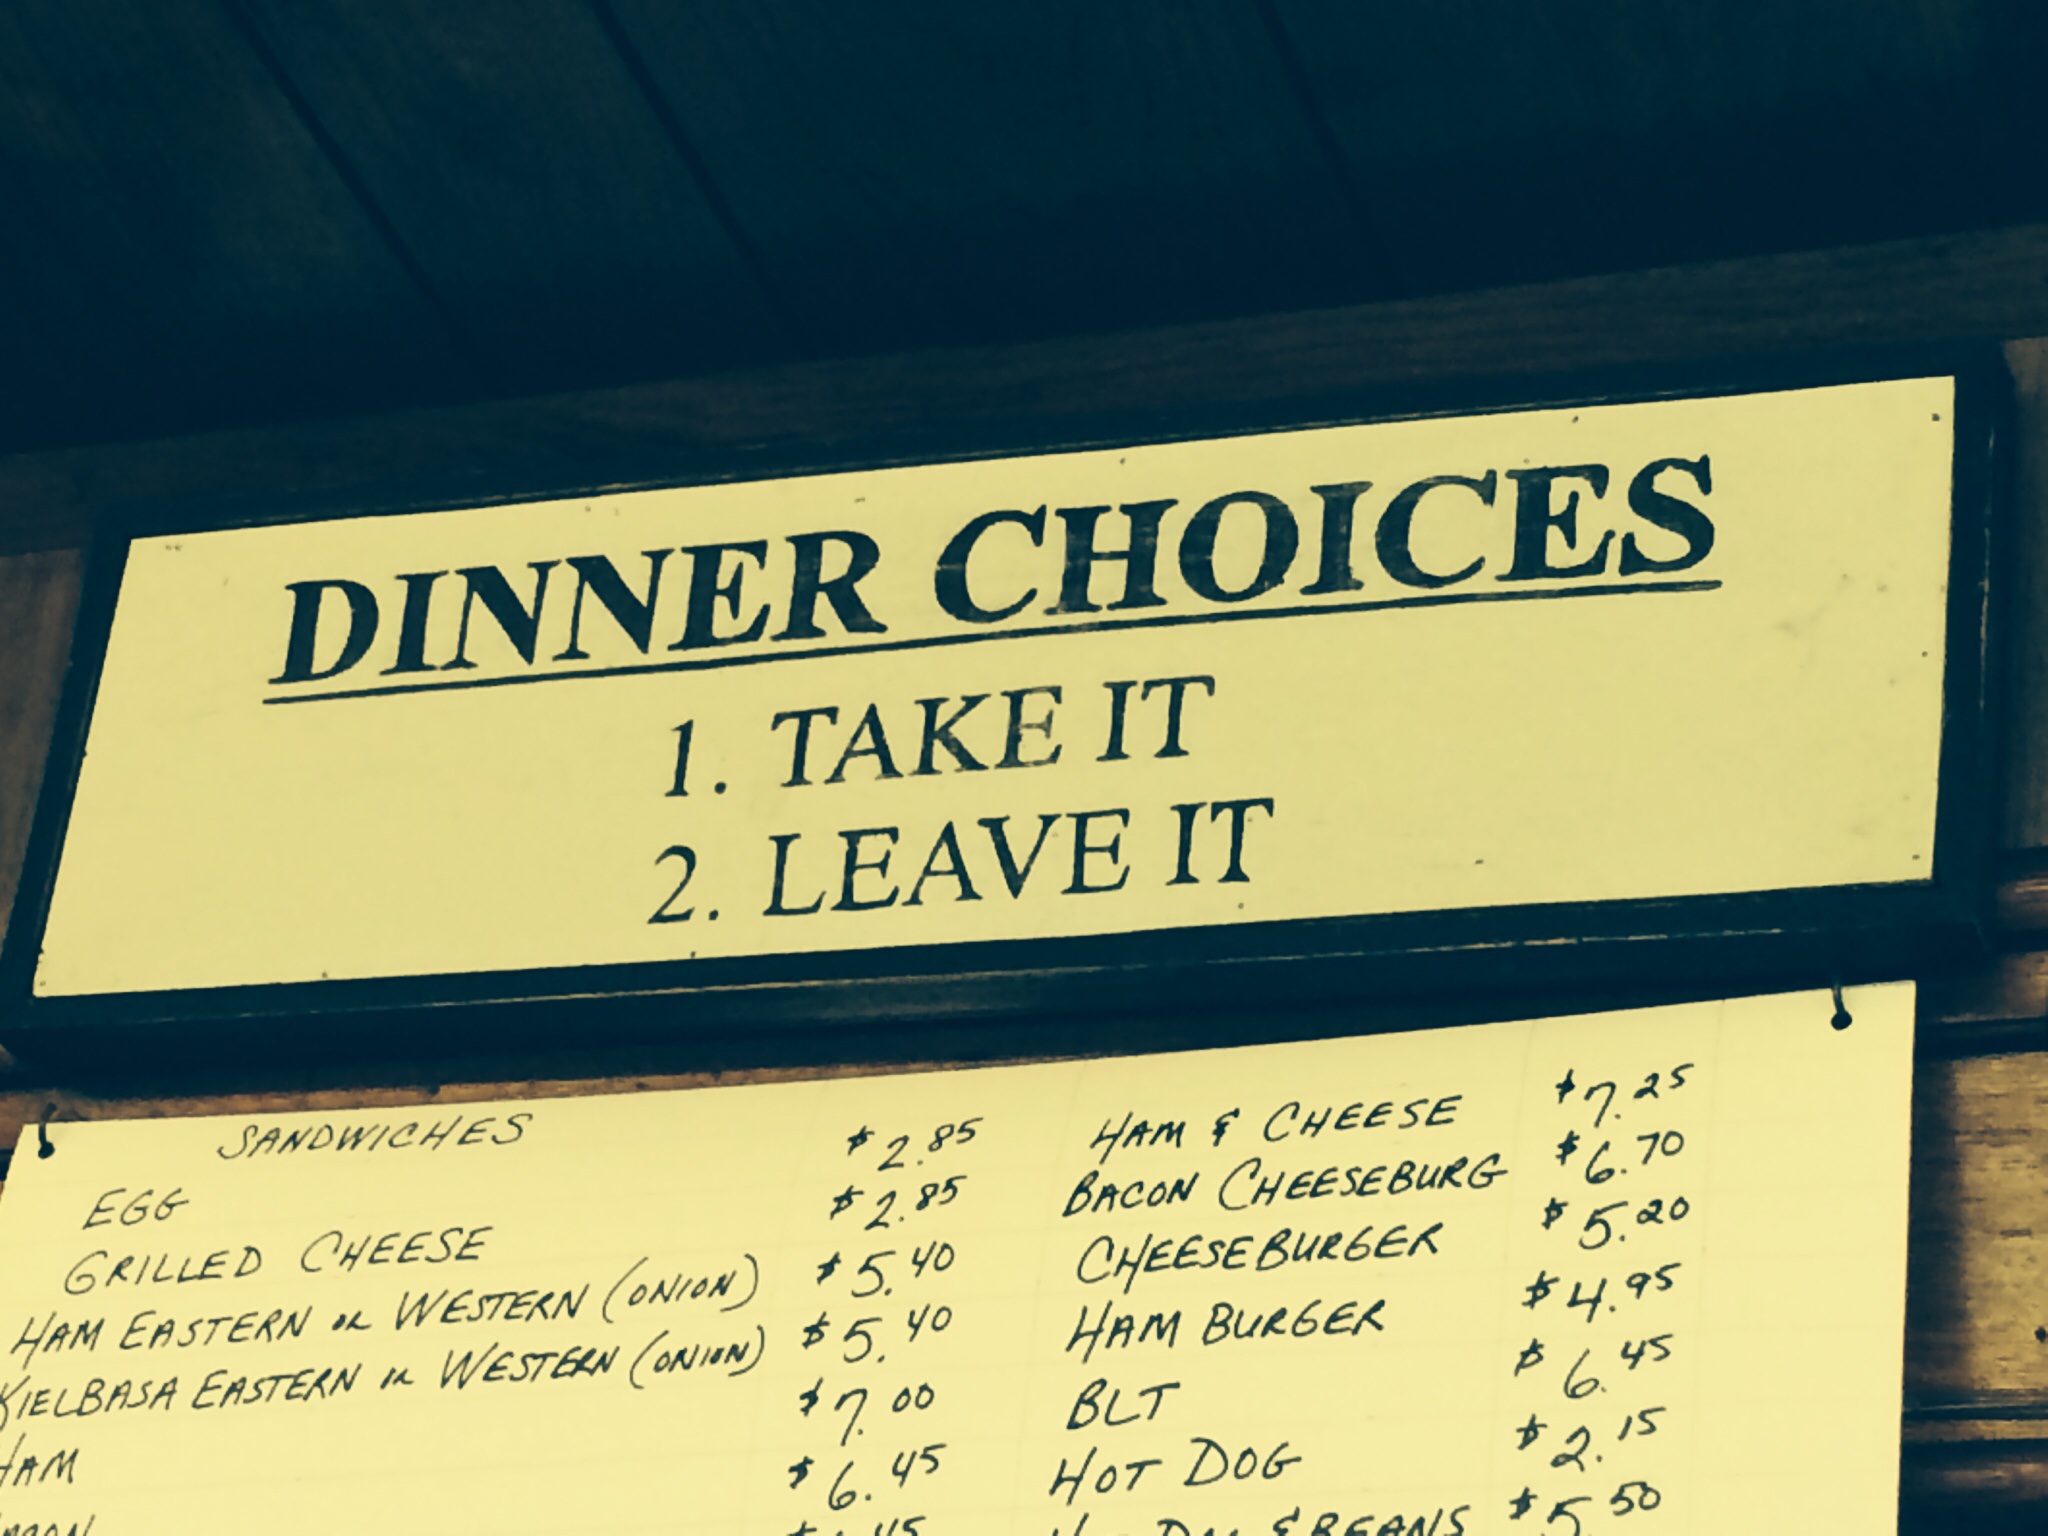 DINNER CHOICES
1. TAKE IT
2. LEAVE IT
SANDWICHES
EGG $2.85
GRILLED CHEESE $2.85
HAM EASTERN OR WESTERN (ONION) $5.40
KIELBASA EASTERN OR WESTERN (ONION) $5.40
HAM $7.00
$6.45
HAM & CHEESE $7.25
BACON CHEESEBURG $6.70
CHEESEBURGER $5.20
HAMBURGER $4.95
BLT $6.45
HOT DOG $2.15
& BEANS $5.50